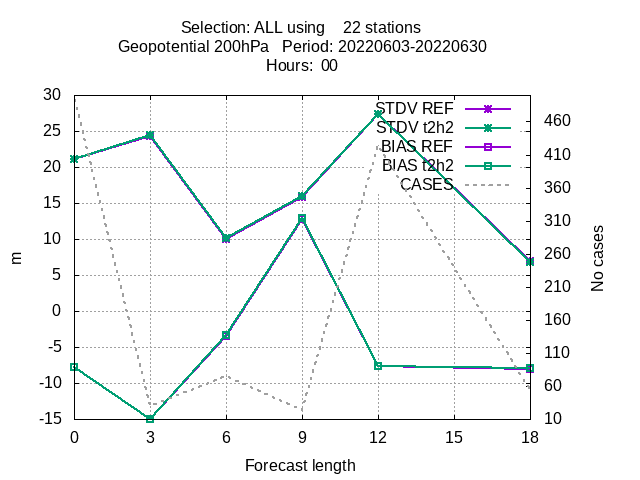 Selection: ALL using    22 stations
Geopotential 200hPa   Period: 20220603-20220630
Hours:  00
30
25
20
15
10
5
0
-5
-10
-15
m
STDV REF
STDV t2h2
BIAS REF
BIAS t2h2
CASES
460
410
360
310
260
210
160
110
60
10
No cases
0 3 6 9 12 15 18
Forecast length